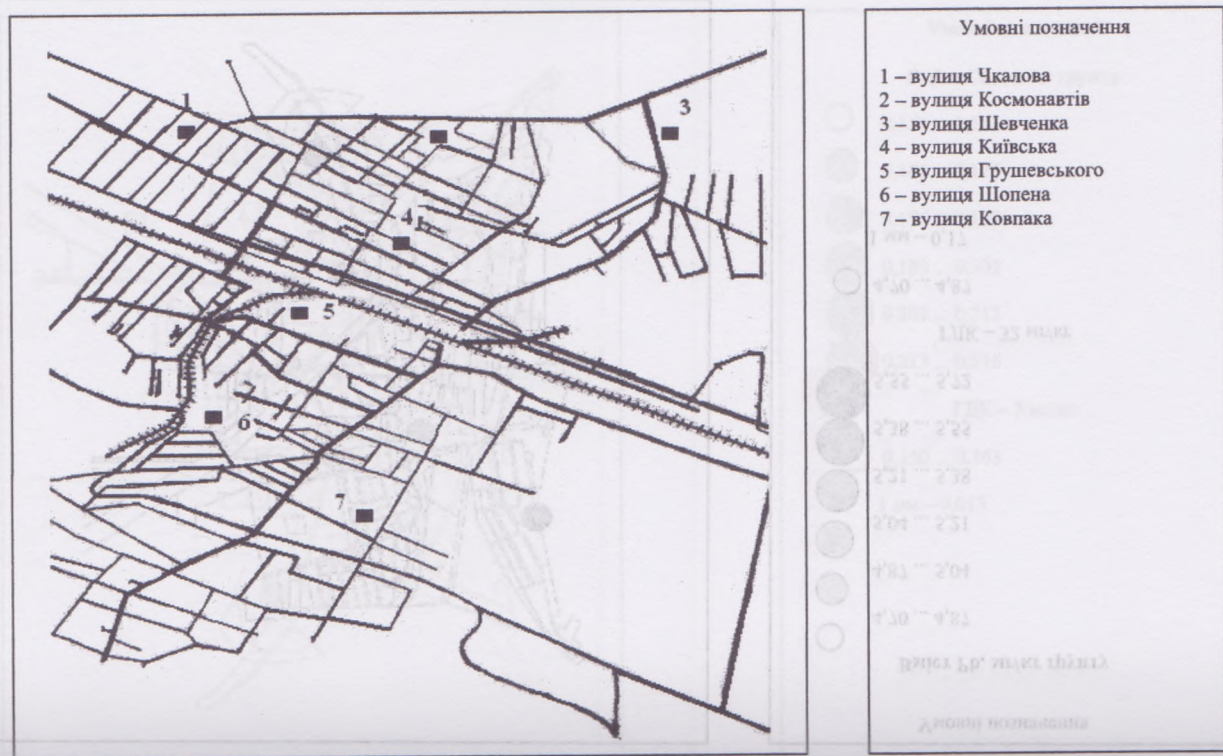 Умовні позначення
1 – вулиця Чкалова
2 – вулиця Космонавтів
3 – вулиця Шевченка
4 – вулиця Київська
5 – вулиця Грушевського
6 – вулиця Шопена
7 – вулиця Ковпака
1
3
4
5
6
7